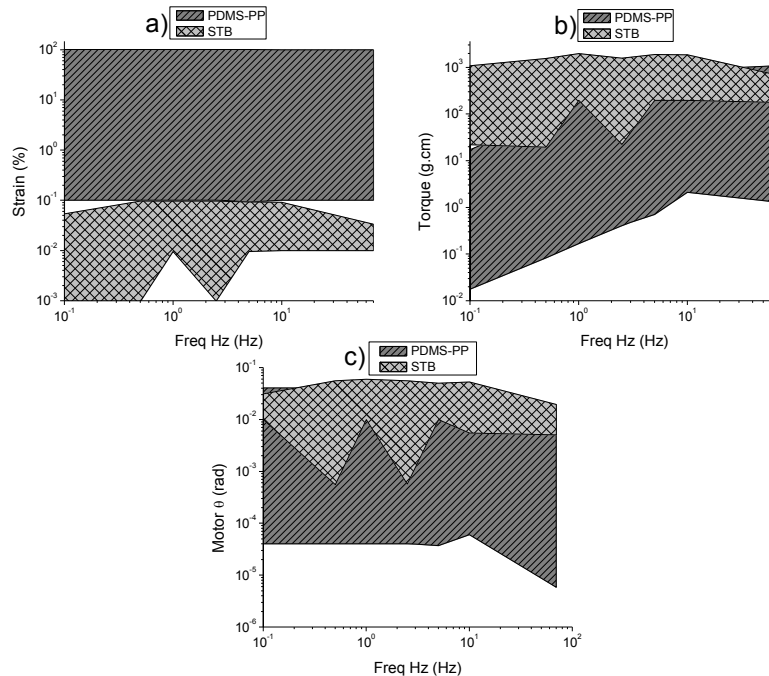 a)
PDMS-PP
STB
10^2
10^1
10^0
10^-1
10^-2
10^-3
Strain (%)
10^-1
10^0
10^1
Freq Hz (Hz)
b)
PDMS-PP
STB
10^3
10^2
10^1
10^0
10^-1
10^-2
Torque (g.cm)
10^-1
10^0
10^1
Freq Hz (Hz)
c)
PDMS-PP
STB
10^-1
10^-2
10^-3
10^-4
10^-5
10^-6
Motor θ (rad)
10^-1
10^0
10^1
10^2
Freq Hz (Hz)